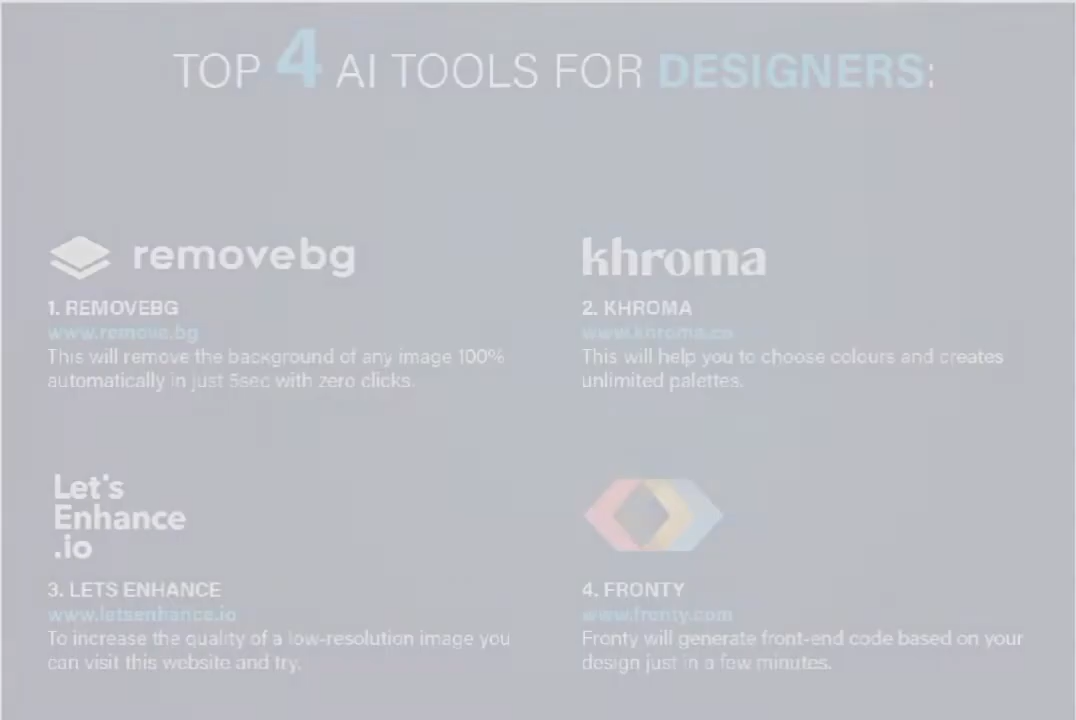 TOP 4 AI TOOLS FOR DESIGNERS:
removebg
1. REMOVEBG
www.remove.bg
This will remove the background of any image 100%
automatically in just 5sec with zero clicks.
khroma
2. KHROMA
www.khroma.co
This will help you to choose colours and creates
unlimited palettes.
Let's
Enhance
.io
3. LETS ENHANCE
www.letsenhance.io
To increase the quality of a low-resolution image you
can visit this website and try.
4. FRONTY
www.fronty.com
Fronty will generate front-end code based on your
design just in a few minutes.